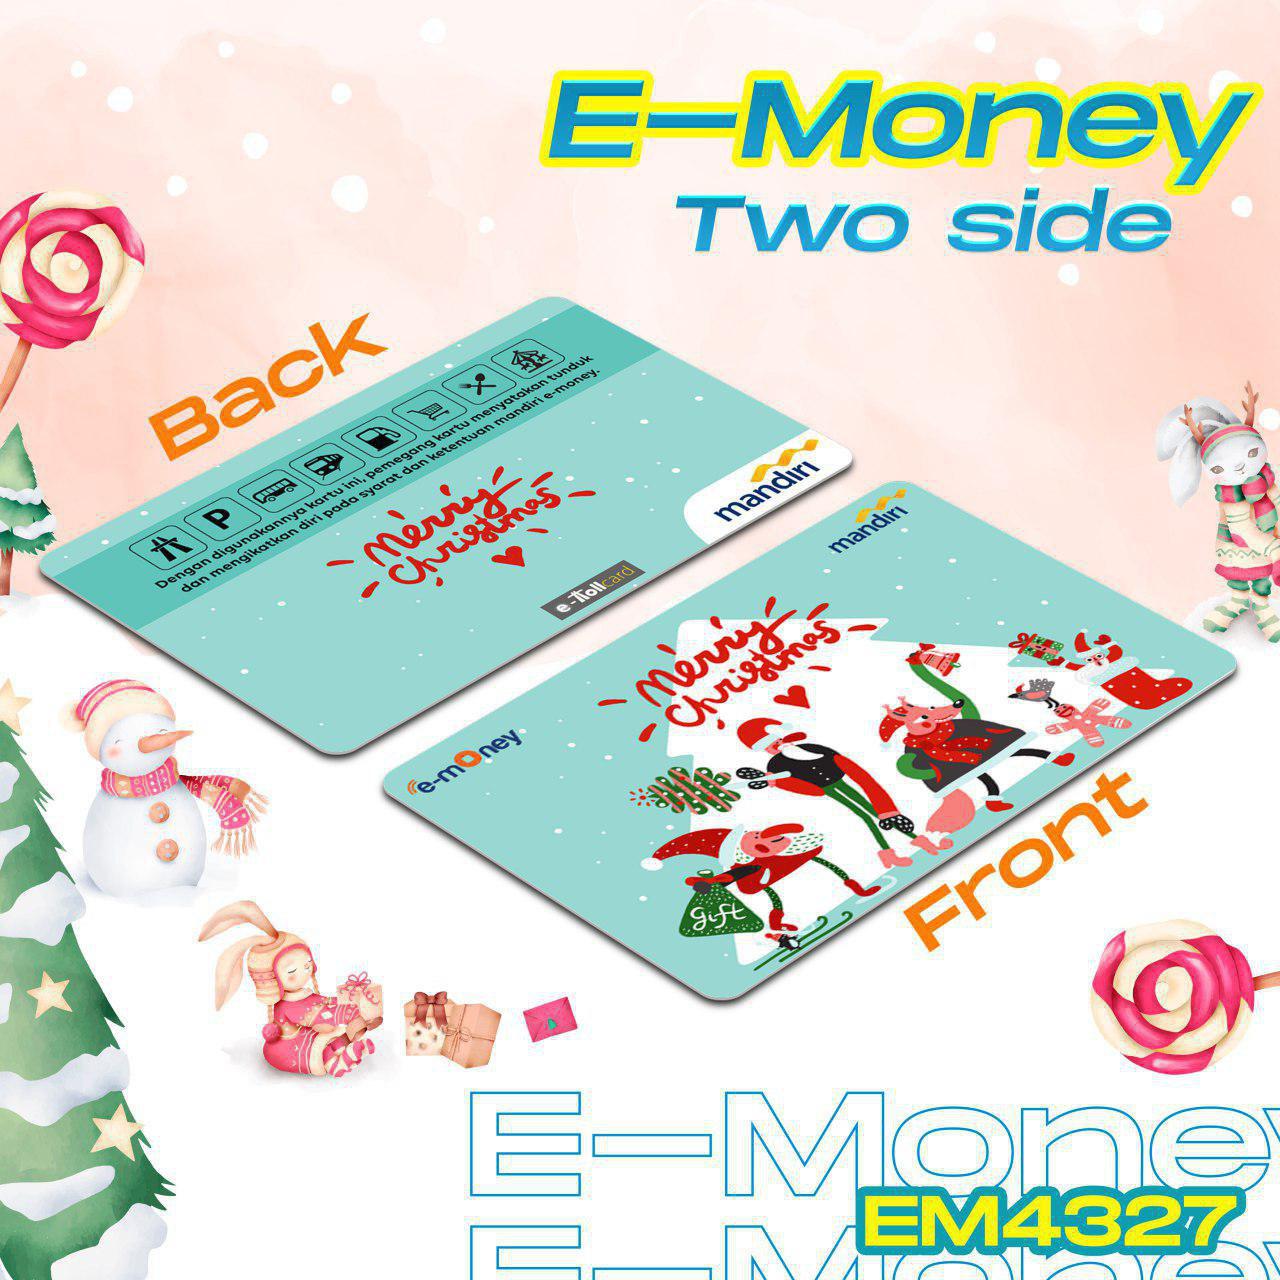 E-Money
Two side
Back
P
Dengan digunakannya kartu ini, pemegang kartu menyatakan tunduk
dan mengikatkan diri pada syarat dan ketentuan mandiri e-money.
Merry
Christmas
mandiri
e-Tollcard
mandiri
Merry
Christmas
e-money
Gift
Front
E-Money
EM4327
E-Money